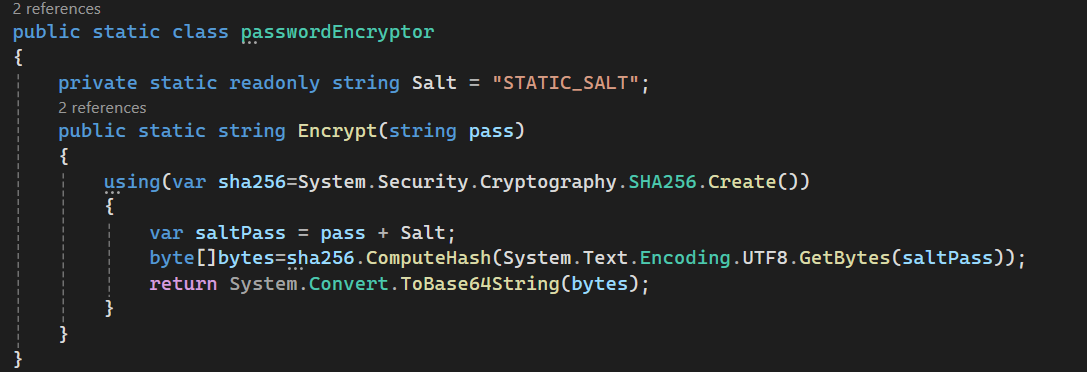 2 references
public static class passwordEncryptor
{
private static readonly string Salt = "STATIC_SALT";
2 references
public static string Encrypt(string pass)
{
using(var sha256=System.Security.Cryptography.SHA256.Create())
{
var saltPass = pass + Salt;
byte[]bytes=sha256.ComputeHash(System.Text.Encoding.UTF8.GetBytes(saltPass));
return System.Convert.ToBase64String(bytes);
}
}
}